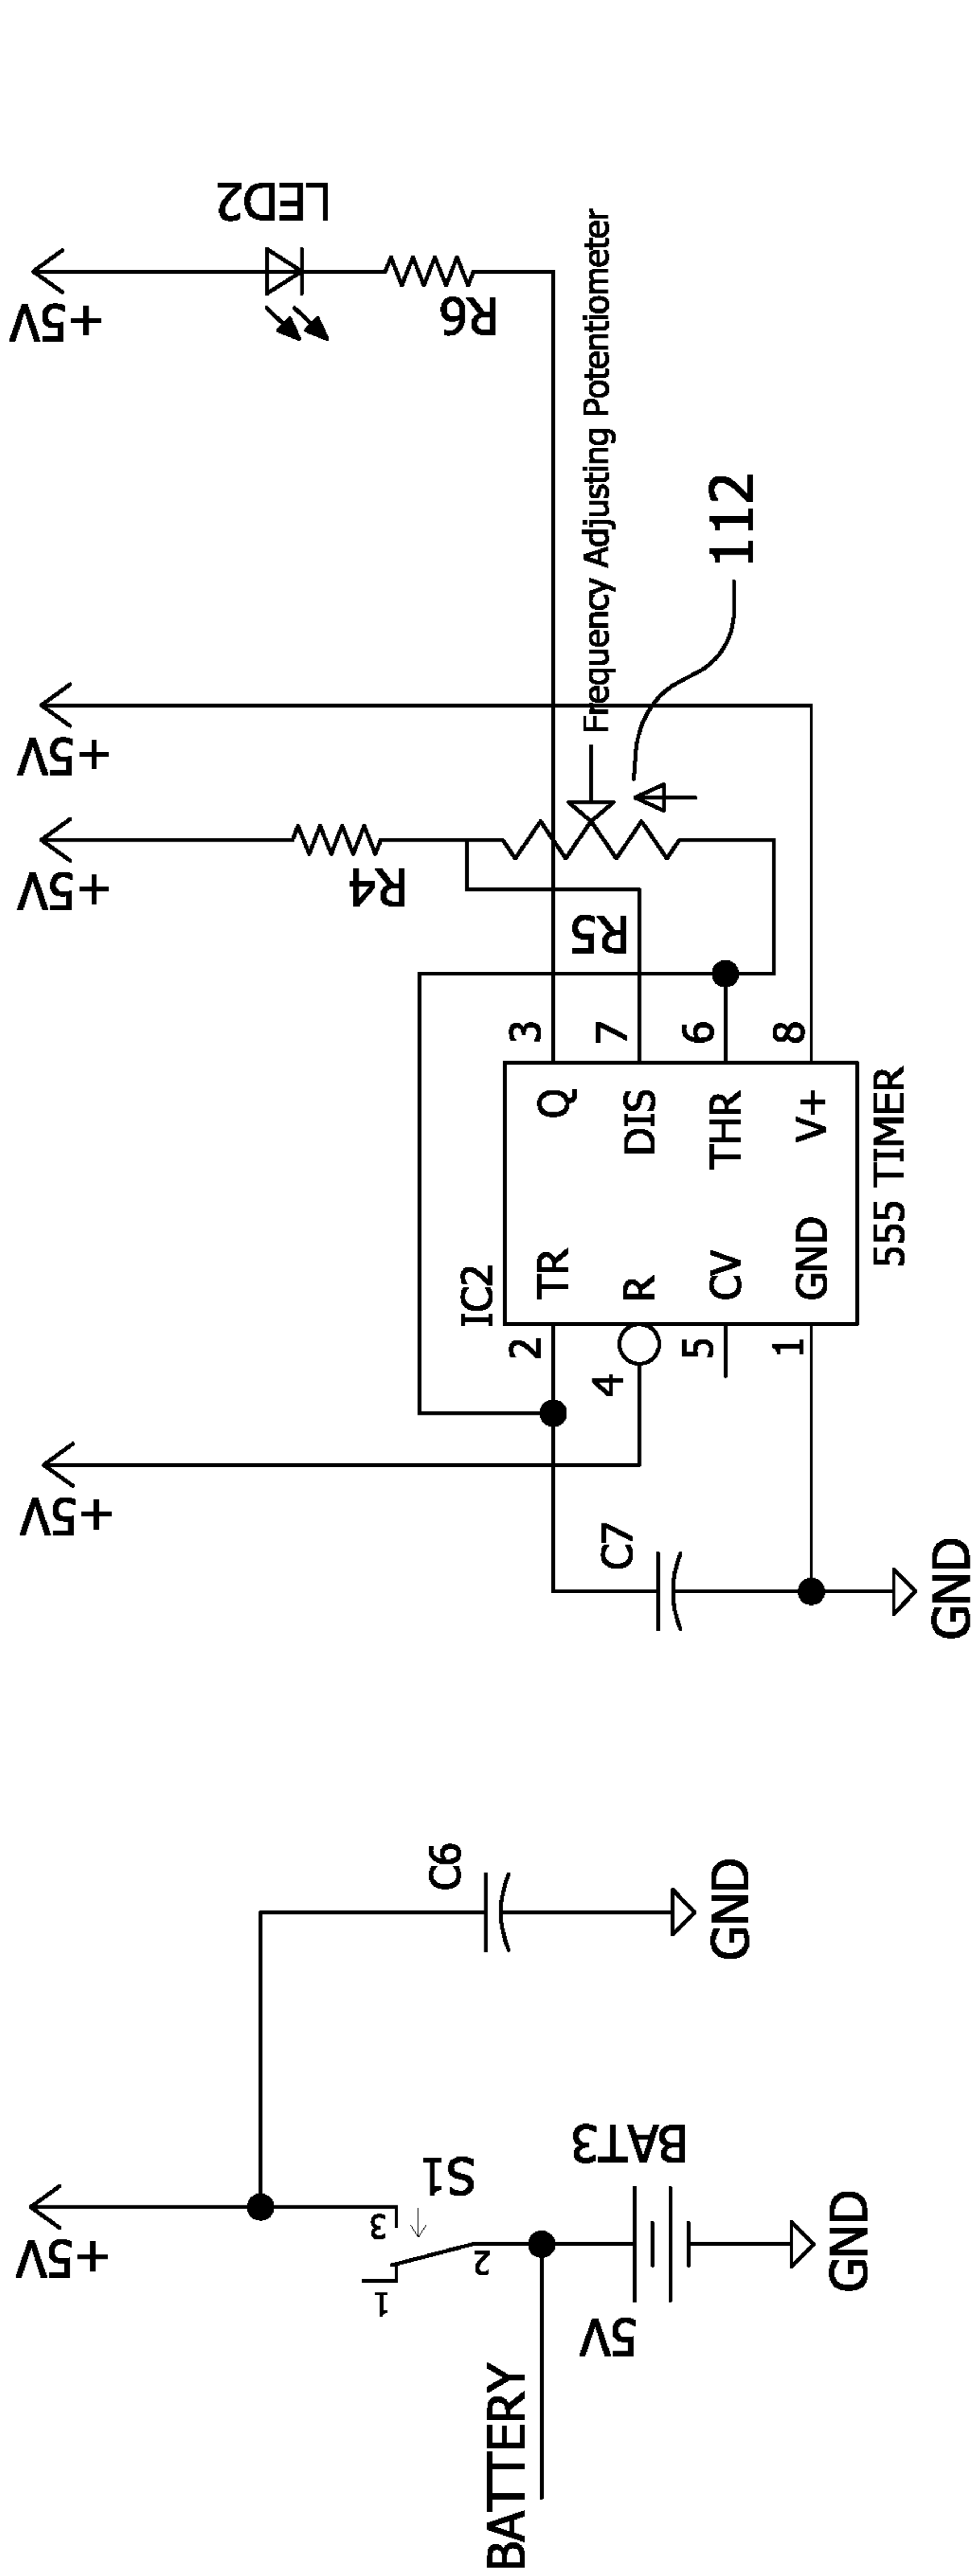 +5V
LED2
R6
Frequency Adjusting Potentiometer
112
+5V
+5V
R4
R5
3
7
6
8
Q
DIS
THR
V+
555 TIMER
IC2
TR
R
CV
GND
2
4
5
1
+5V
C7
GND
C6
GND
+5V
S1
3
2
1
BAT3
5V
GND
BATTERY